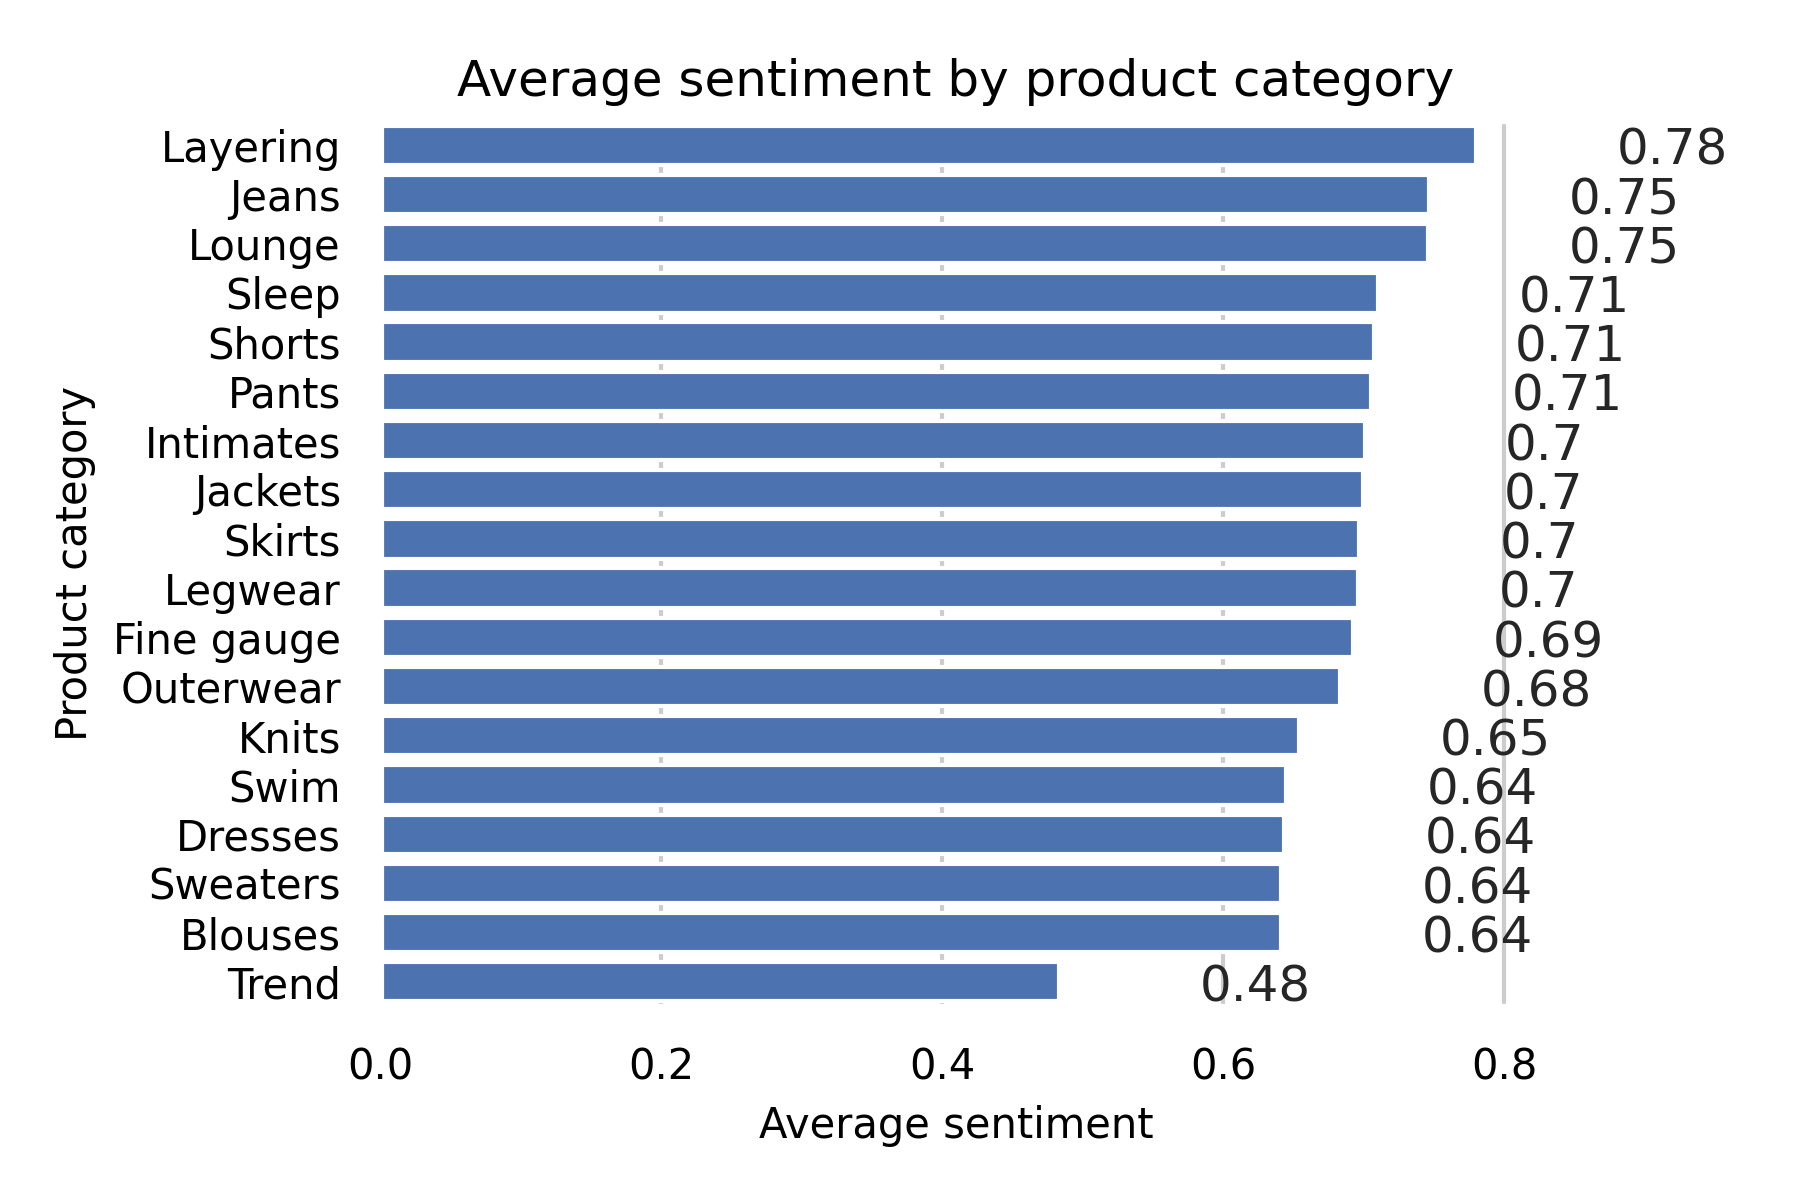 Average sentiment by product category
Layering 0.78
Jeans 0.75
Lounge 0.75
Sleep 0.71
Shorts 0.71
Pants 0.71
Intimates 0.7
Jackets 0.7
Skirts 0.7
Legwear 0.7
Fine gauge 0.69
Outerwear 0.68
Knits 0.65
Swim 0.64
Dresses 0.64
Sweaters 0.64
Blouses 0.64
Trend 0.48
Product category
0.0 0.2 0.4 0.6 0.8
Average sentiment